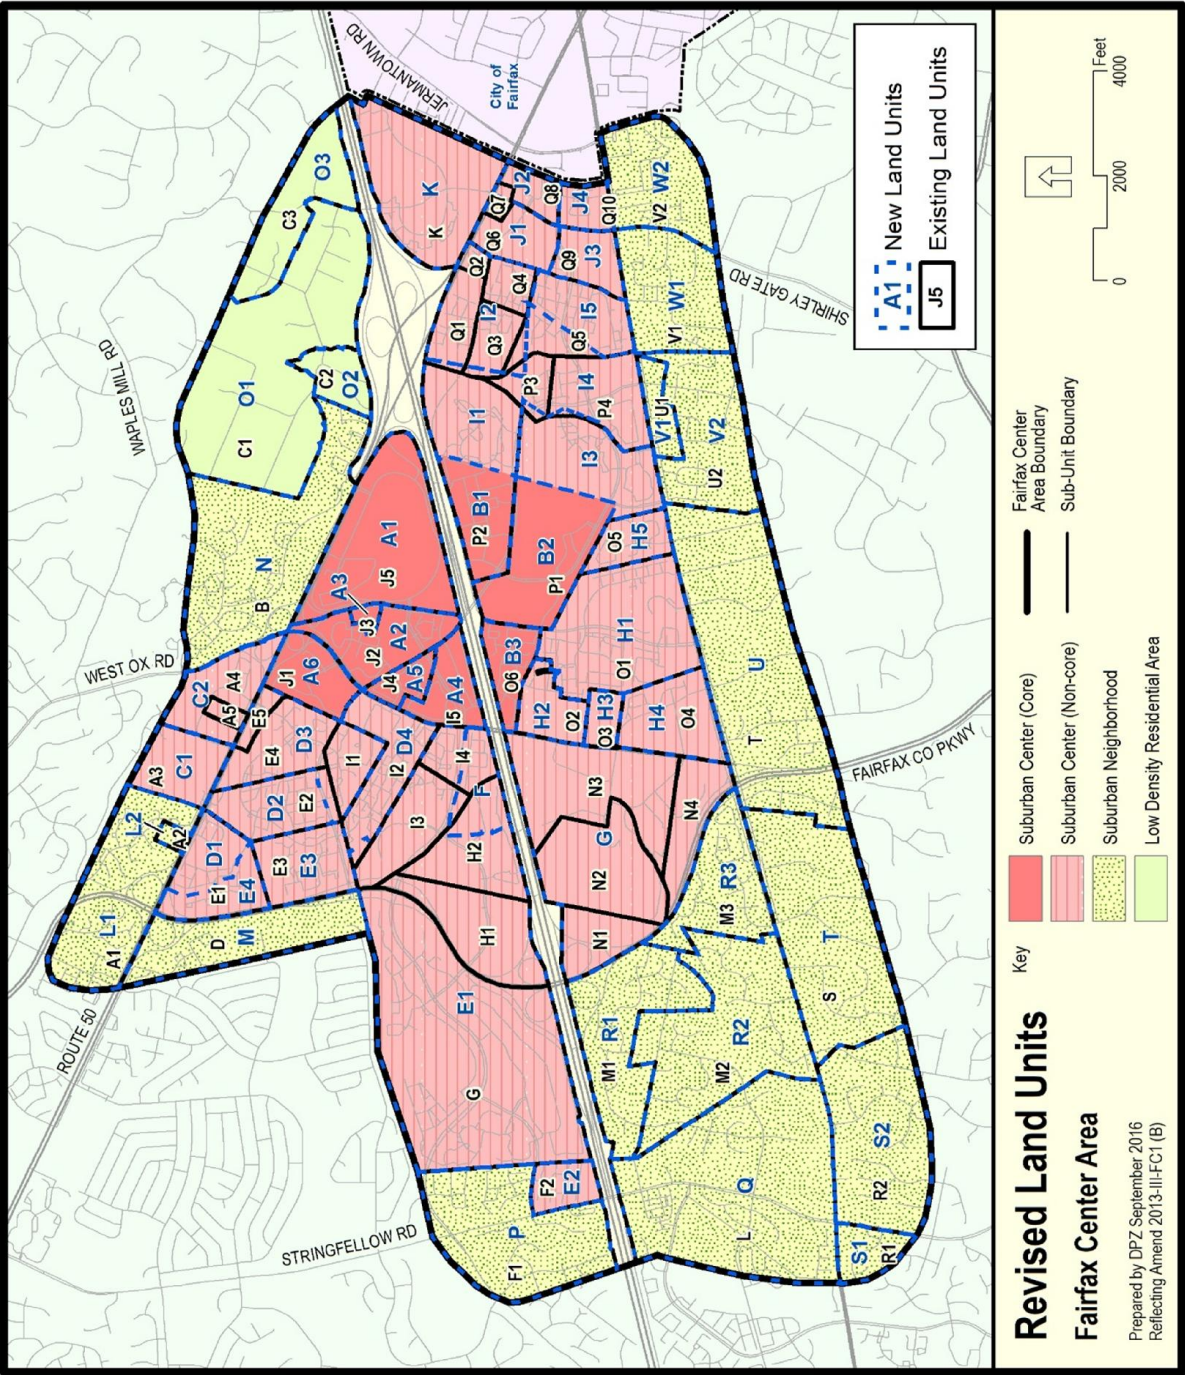 ROUTE 50
STRINGFELLOW RD
WEST OX RD
WAPLES MILL RD
JERMANTOWN RD
City of
Fairfax
SHIRLEY GATE RD
FAIRFAX CO PKWY
A1
L1
L2
A2
D
M
A3
C1
C2
A4
A5
E5
E1
E4
D1
E3
E3
D2
E2
E4
D3
I1
I2
D4
I3
I4
F
H2
H1
E1
G
F1
P
F2
E2
B
N
C1
O1
C2
O2
C3
O3
J1
A6
A3
J3
J2
A2
J4
A5
A4
I5
A1
J5
K
K
P2
B1
B2
P1
B3
O6
H2
O2
O3
H3
H4
O4
O1
H1
O5
H5
I1
I3
P3
I4
P4
Q1
Q2
I2
Q3
Q4
Q5
I5
Q6
J1
Q7
J2
Q8
Q9
J3
J4
Q10
N3
G
N2
N4
N1
M1
R1
M2
R2
M3
R3
L
Q
S1
R1
R2
S2
S
T
T
U
V1
U1
U2
V2
V1
W1
V2
W2
A1
New Land Units
J5
Existing Land Units
Revised Land Units
Fairfax Center Area
Prepared by DPZ September 2016
Reflecting Amend 2013-III-FC1 (B)
Key
Suburban Center (Core)
Suburban Center (Non-core)
Suburban Neighborhood
Low Density Residential Area
Fairfax Center
Area Boundary
Sub-Unit Boundary
0
2000
4000
Feet